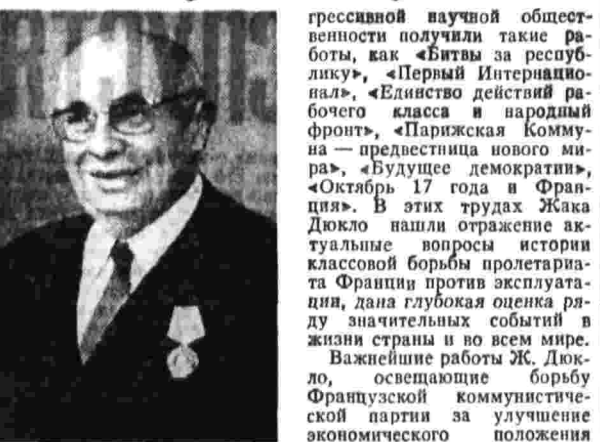 грессивной научной общест-
венности получили такие ра-
боты, как «Битвы за респуб-
лику», «Первый Интернацио-
нал», «Единство действий ра-
бочего класса и народный
фронт», «Парижская Комму-
на — предвестница нового ми-
ра», «Будущее демократии»,
«Октябрь 17 года и Фран-
ция». В этих трудах Жака
Дюкло нашли отражение ак-
туальные вопросы истории
классовой борьбы пролетариа-
та Франции против эксплуата-
ции, дана глубокая оценка ря-
ду значительных событий в
жизни страны и во всем мире.
Важнейшие работы Ж. Дюк-
ло, освещающие борьбу
Французской коммунистиче-
ской партии за улучшение
экономического положения